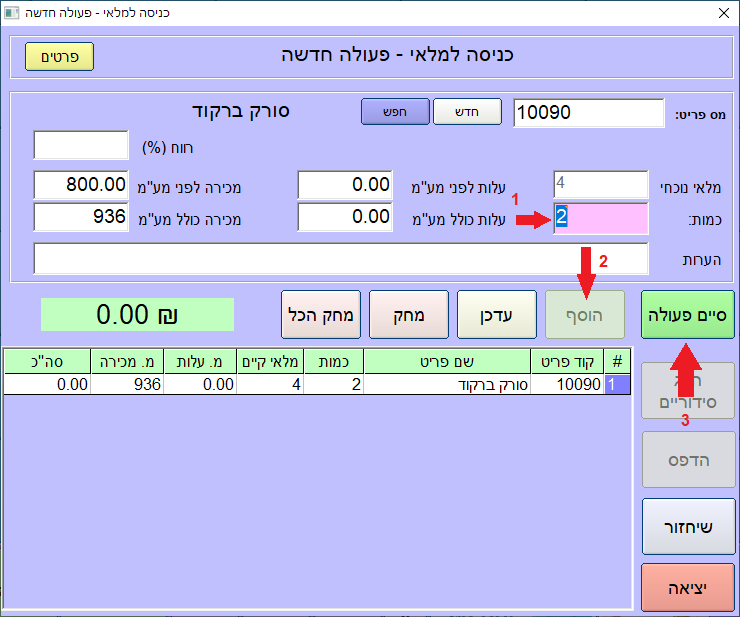 כניסה למלאי - פעולה חדשה
כניסה למלאי - פעולה חדשה
פרטים
מס פריט: 10090 חדש חפש סורק ברקוד
רווח (%)
מלאי נוכחי 4 עלות לפני מע"מ 0.00 מכירה לפני מע"מ 800.00
1
כמות: 2 עלות כולל מע"מ 0.00 מכירה כולל מע"מ 936
הערות
2
סיים פעולה הוסף עדכן מחק מחק הכל 0.00 ₪
# קוד פריט שם פריט כמות מלאי קיים מ. עלות מ. מכירה סה"כ
1 10090 סורק ברקוד 2 4 0.00 936 0.00
סידוריים
3
הדפס
שיחזור
יציאה